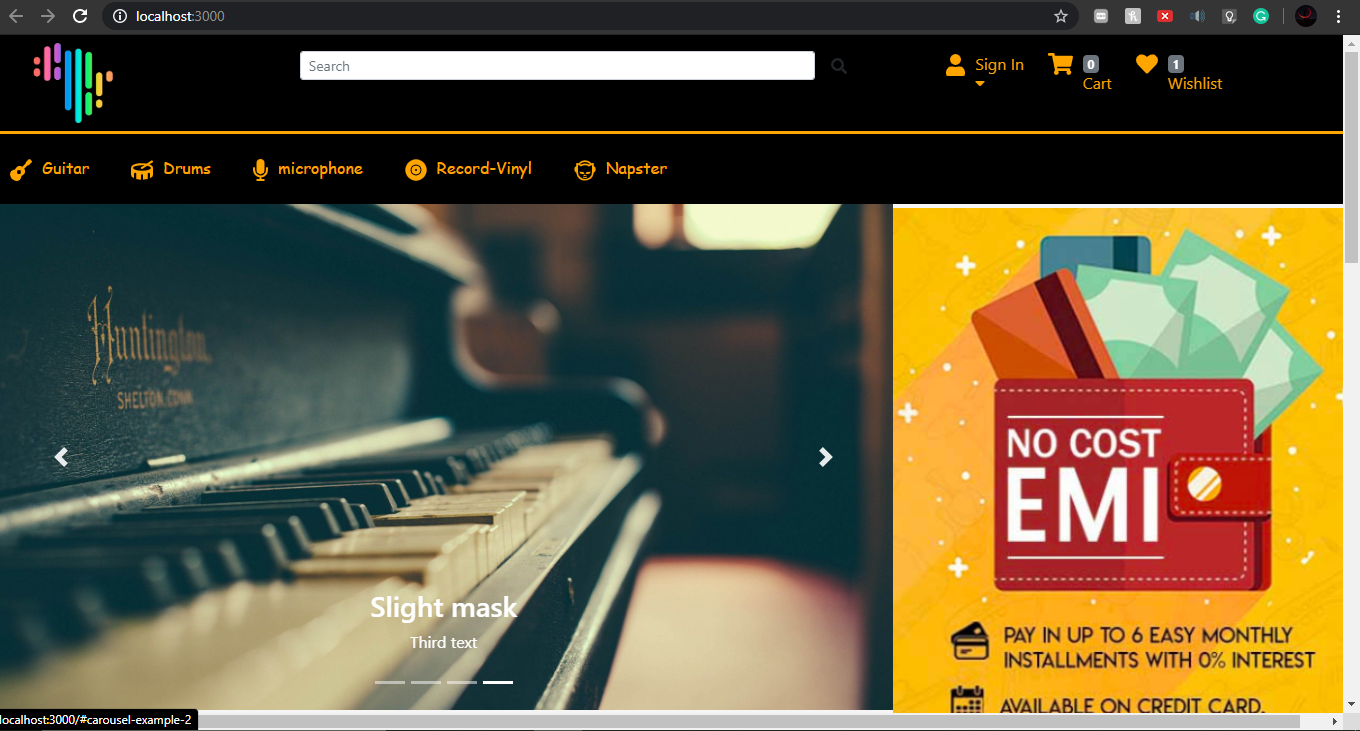 localhost:3000
Search
Sign In
0
Cart
1
Wishlist
Guitar
Drums
microphone
Record-Vinyl
Napster
Huntington
SHELTON.CONN
NO COST
EMI
Slight mask
Third text
PAY IN UP TO 6 EASY MONTHLY
INSTALLMENTS WITH 0% INTEREST
AVAILABLE ON CREDIT CARD.
localhost:3000/#carousel-example-2